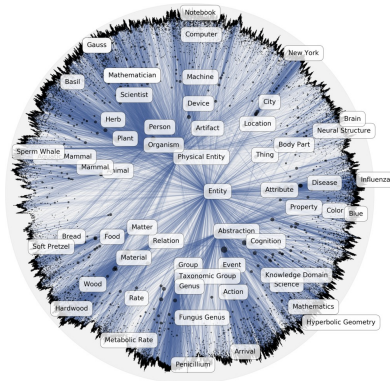 Notebook
Computer
Gauss
New York
Mathematician
Machine
Basil
Scientist
Device
City
Herb
Person
Artifact
Location
Brain
Neural Structure
Plant
Organism
Body Part
Sperm Whale
Mammal
Physical Entity
Thing
Mammal
nimal
Entity
Attribute
Disease
Influenza
Property
Color
Blue
Matter
Abstraction
Bread
Food
Relation
Cognition
Soft Pretzel
Material
Group
Event
Taxonomic Group
Knowledge Domain
Wood
Genus
Action
Science
Rate
Hardwood
Fungus Genus
Mathematics
Hyperbolic Geometry
Metabolic Rate
Arrival
Penicillium